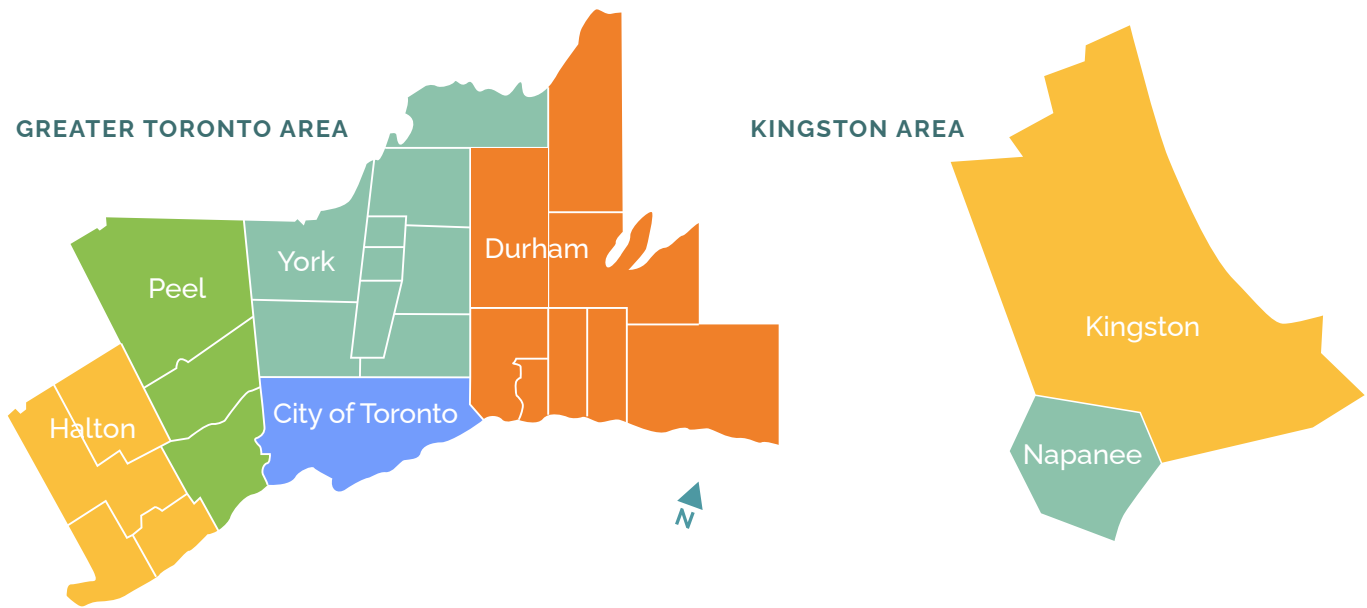 GREATER TORONTO AREA
KINGSTON AREA
York
Durham
Peel
Kingston
City of Toronto
Halton
Napanee
N